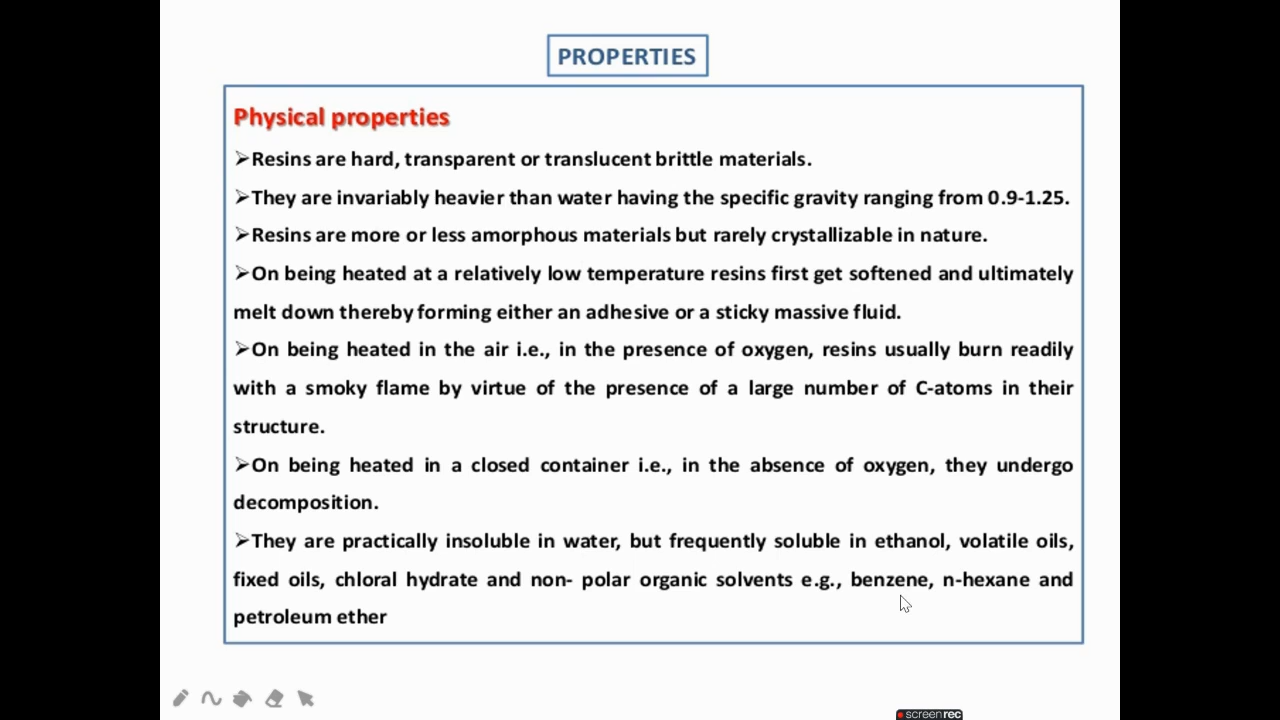 PROPERTIES
Physical properties
➢Resins are hard, transparent or translucent brittle materials.
➢They are invariably heavier than water having the specific gravity ranging from 0.9-1.25.
➢Resins are more or less amorphous materials but rarely crystallizable in nature.
➢On being heated at a relatively low temperature resins first get softened and ultimately
melt down thereby forming either an adhesive or a sticky massive fluid.
➢On being heated in the air i.e., in the presence of oxygen, resins usually burn readily
with a smoky flame by virtue of the presence of a large number of C-atoms in their
structure.
➢On being heated in a closed container i.e., in the absence of oxygen, they undergo
decomposition.
➢They are practically insoluble in water, but frequently soluble in ethanol, volatile oils,
fixed oils, chloral hydrate and non- polar organic solvents e.g., benzene, n-hexane and
petroleum ether
screenrec